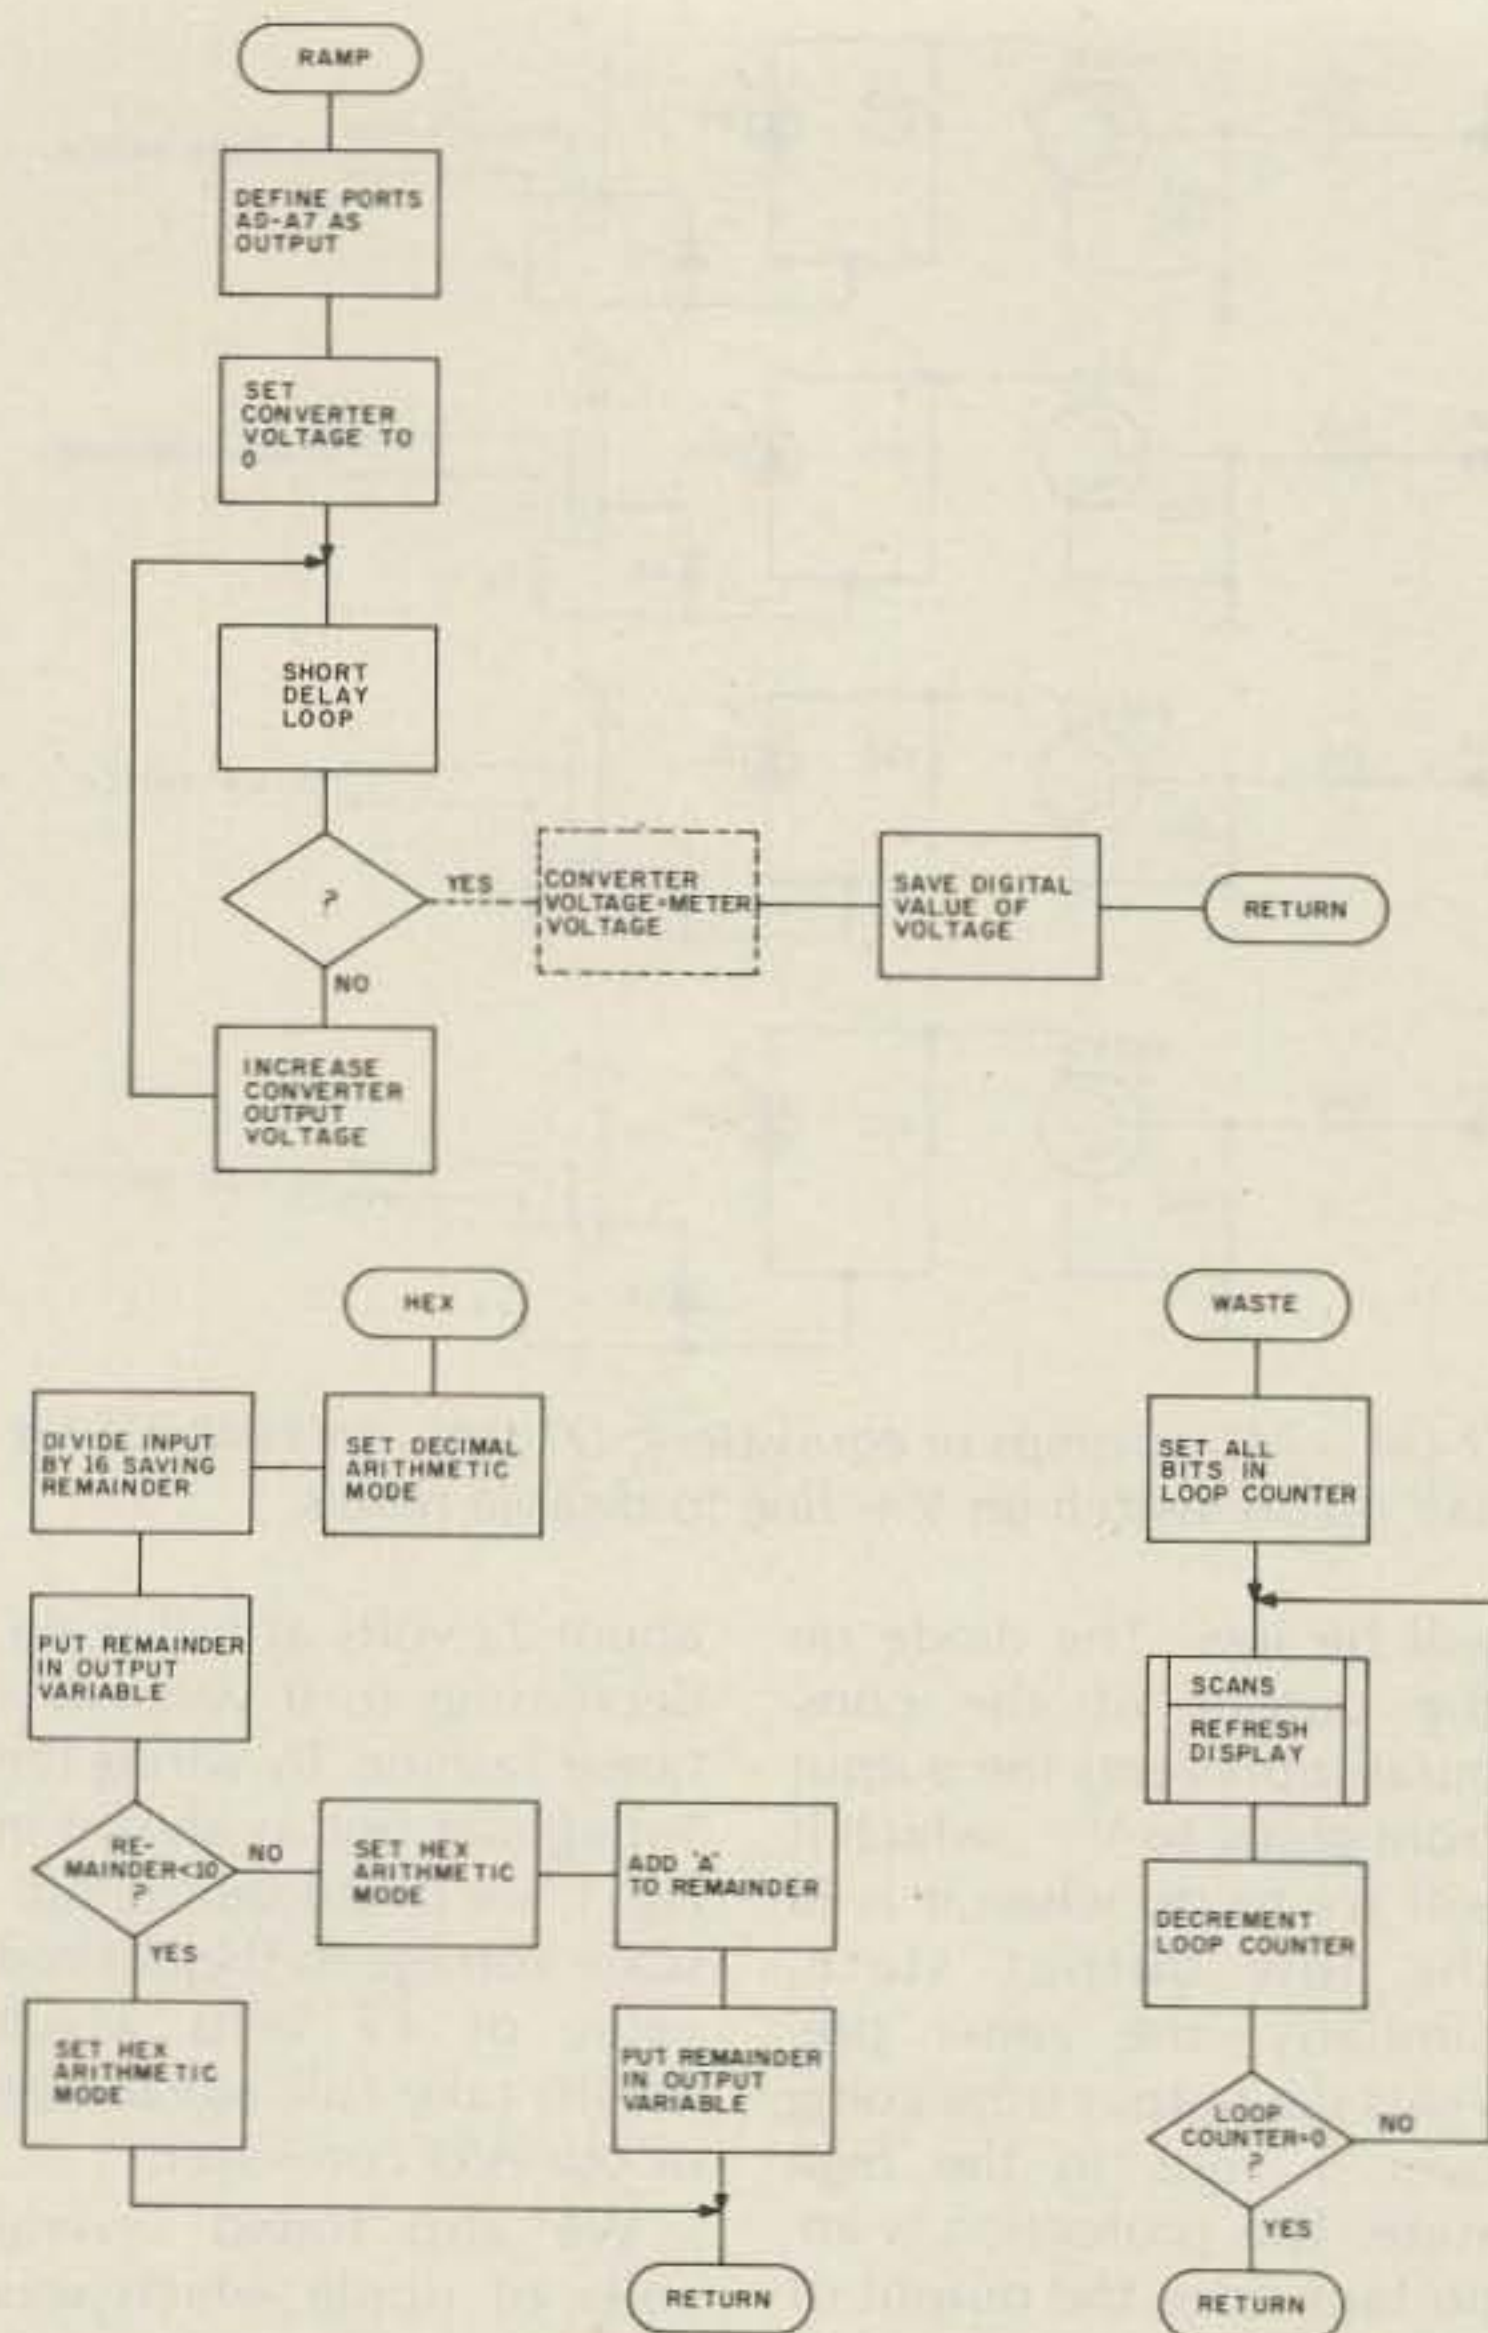 RAMP
DEFINE PORTS
A0-A7 AS
OUTPUT
SET
CONVERTER
VOLTAGE TO
0
SHORT
DELAY
LOOP
?
YES
NO
CONVERTER
VOLTAGE=METER
VOLTAGE
SAVE DIGITAL
VALUE OF
VOLTAGE
RETURN
INCREASE
CONVERTER
OUTPUT
VOLTAGE
HEX
SET DECIMAL
ARITHMETIC
MODE
DIVIDE INPUT
BY 16 SAVING
REMAINDER
PUT REMAINDER
IN OUTPUT
VARIABLE
RE-
MAINDER<10
?
NO
YES
SET HEX
ARITHMETIC
MODE
ADD "A"
TO REMAINDER
PUT REMAINDER
IN OUTPUT
VARIABLE
SET HEX
ARITHMETIC
MODE
RETURN
WASTE
SET ALL
BITS IN
LOOP COUNTER
SCANS
REFRESH
DISPLAY
DECREMENT
LOOP COUNTER
LOOP
COUNTER=0
?
NO
YES
RETURN